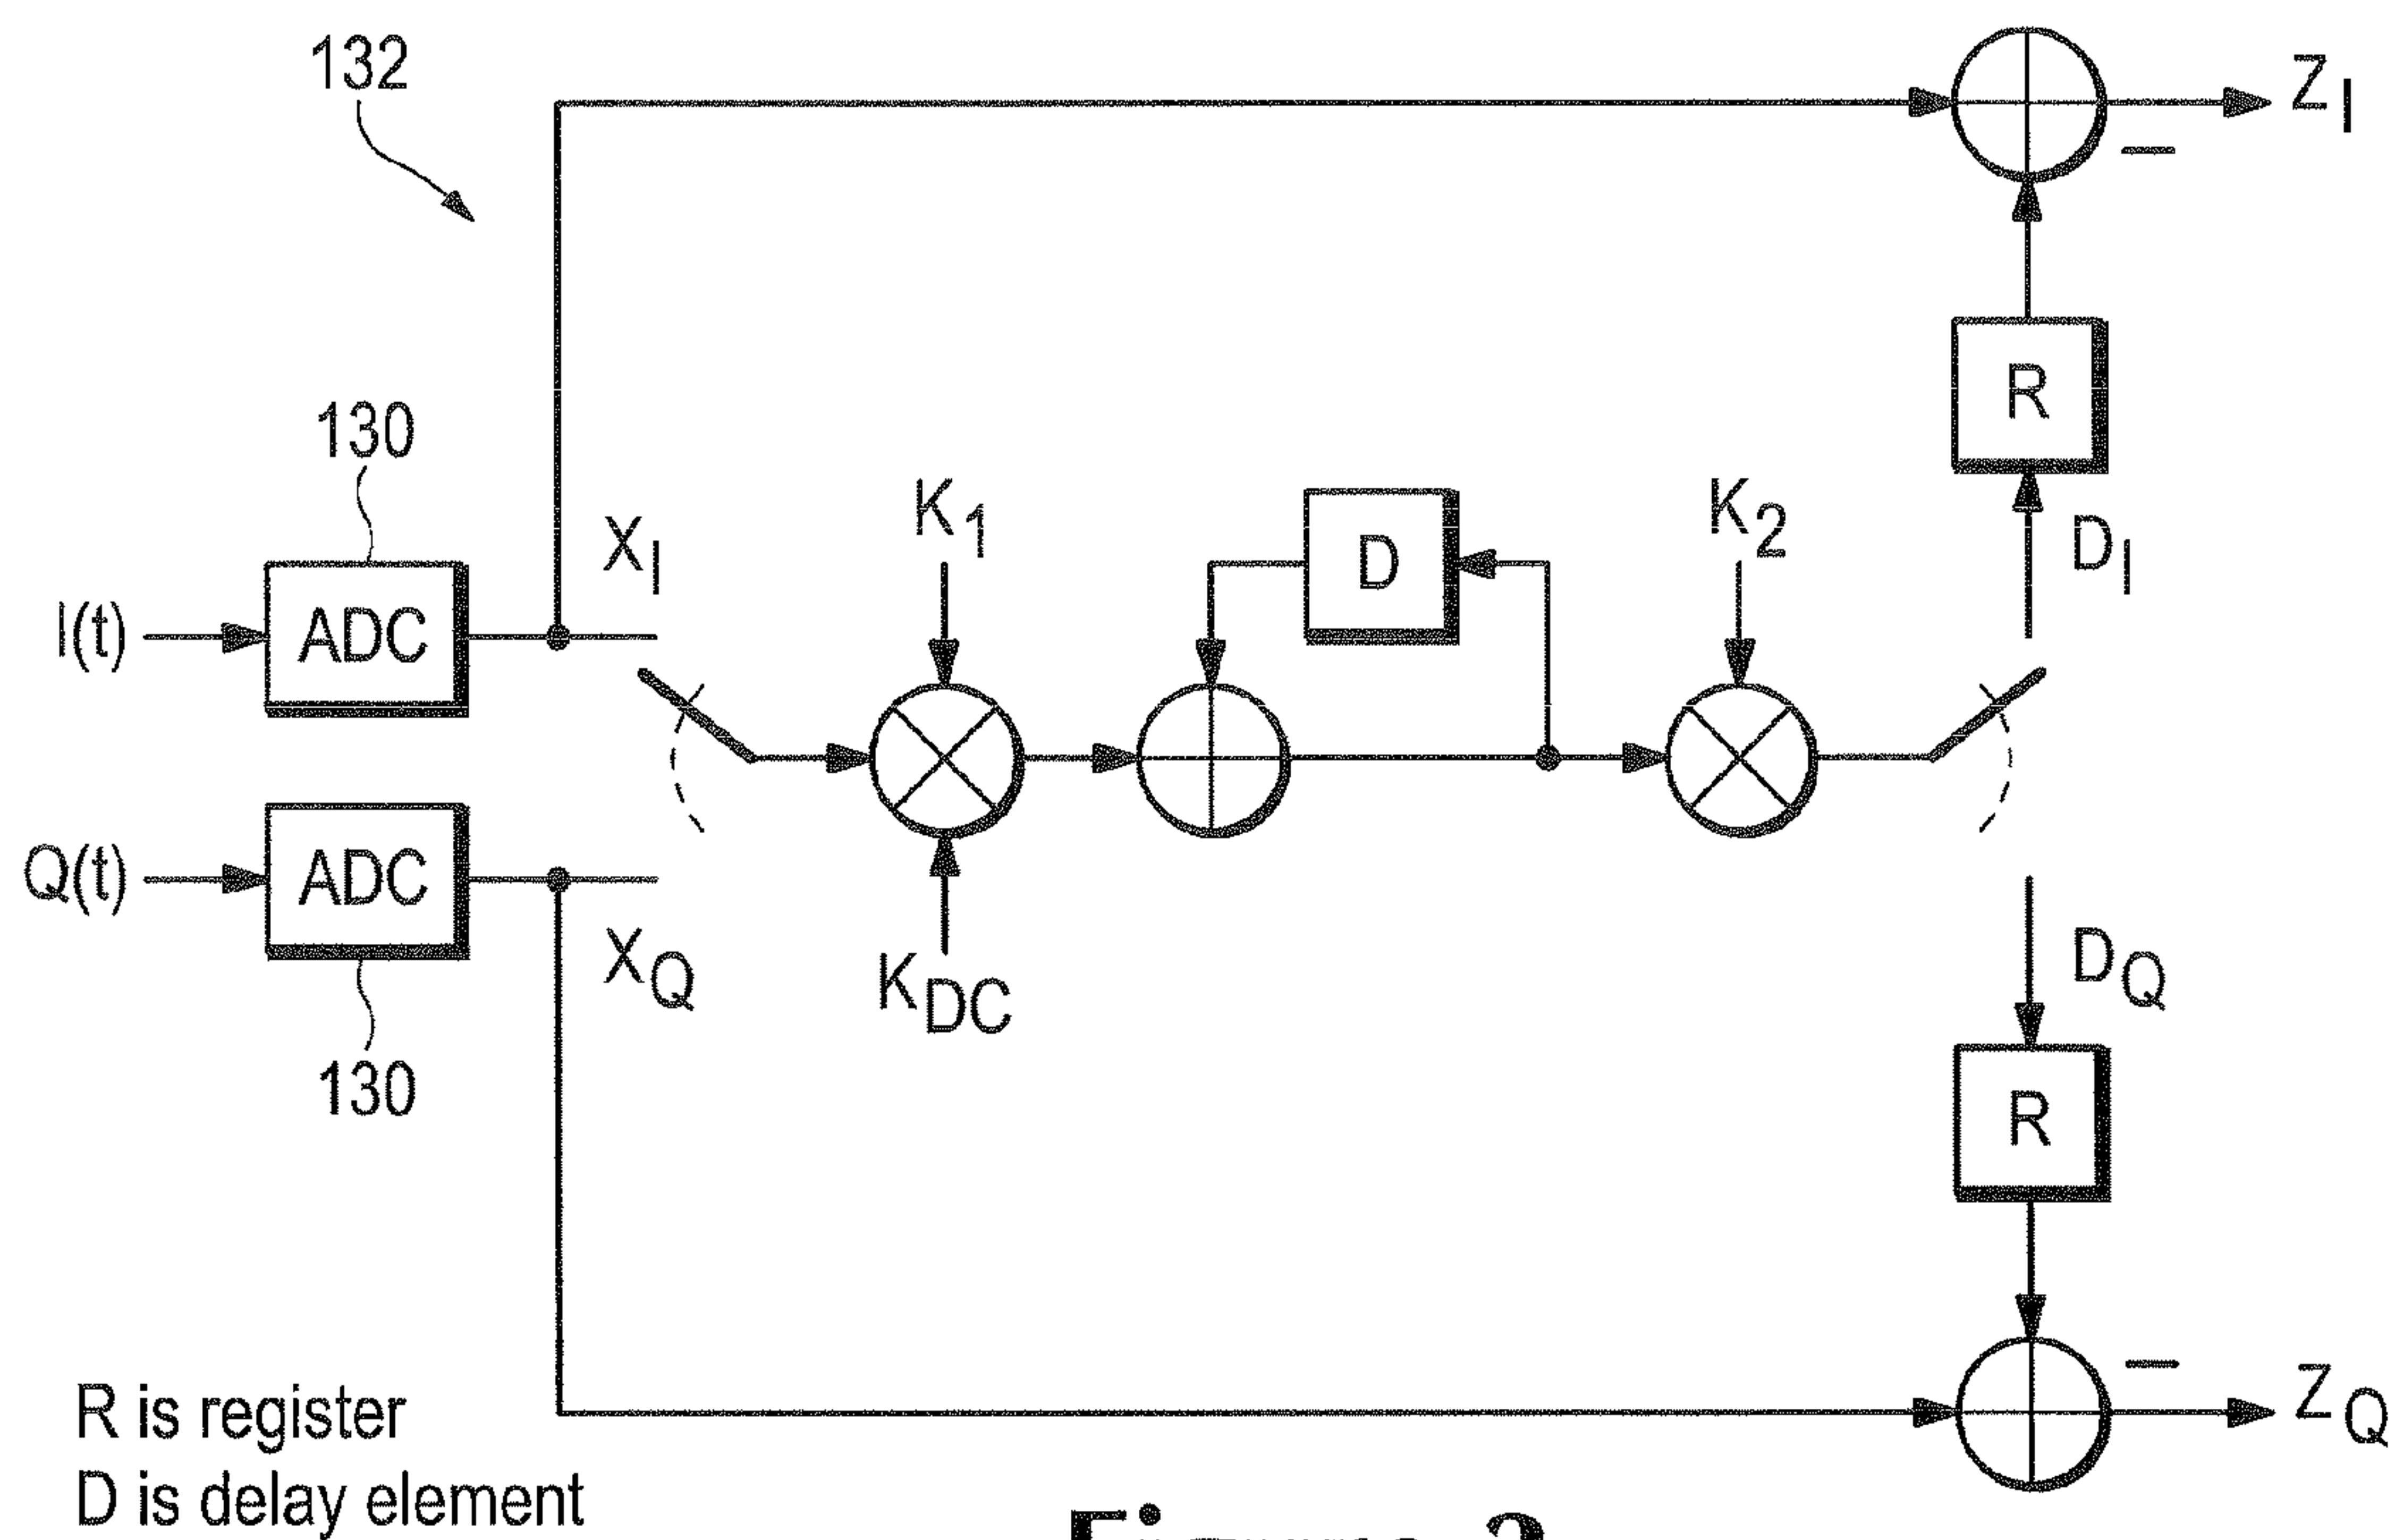 132
Z_I
−
R
130
K_1
K_2
X_I
D
D_I
I(t)
ADC
Q(t)
ADC
X_Q
K_DC
D_Q
130
R
−
Z_Q
R is register
D is delay element